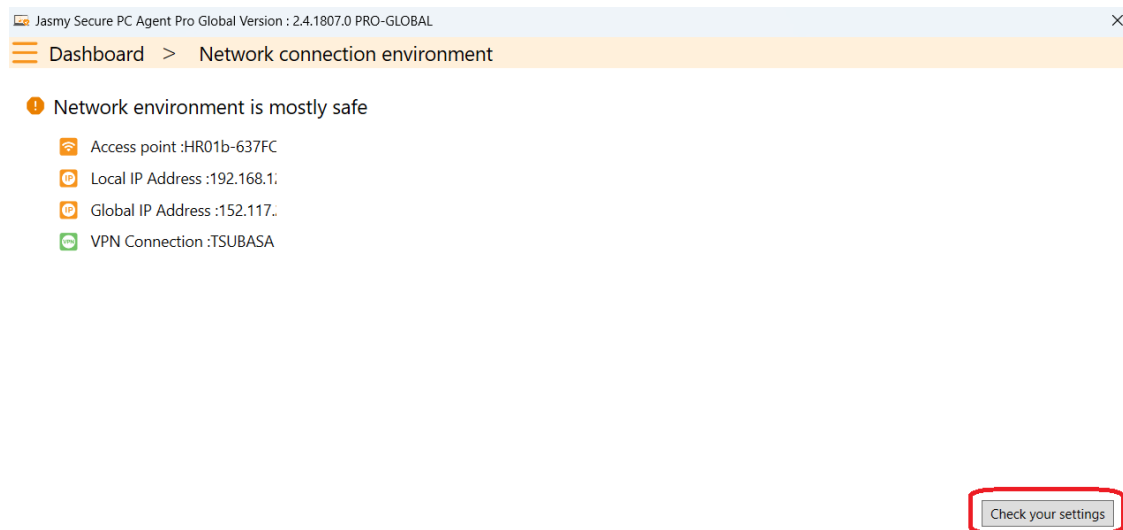 Jasmy Secure PC Agent Pro Global Version : 2.4.1807.0 PRO-GLOBAL
Dashboard > Network connection environment
Network environment is mostly safe
Access point :HR01b-637FC
Local IP Address :192.168.1
Global IP Address :152.117.
VPN Connection :TSUBASA
Check your settings